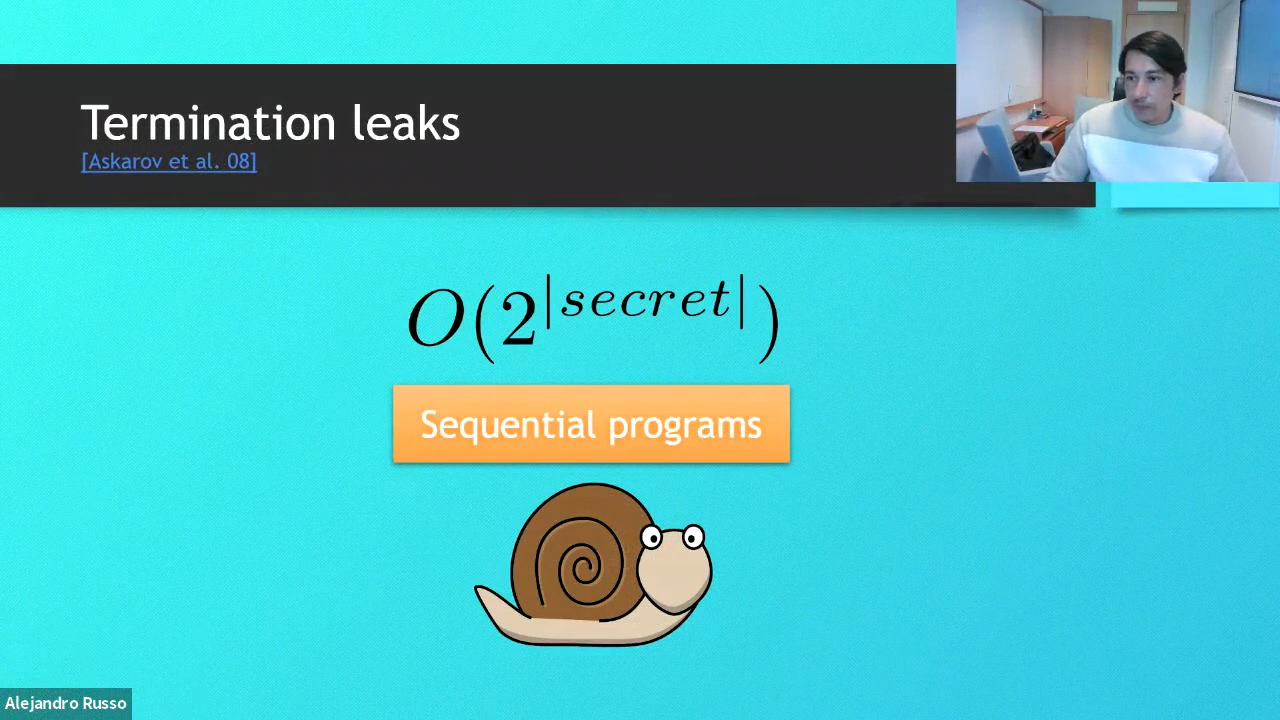 Termination leaks
[Askarov et al. 08]
O(2^{|secret|})
Sequential programs
Alejandro Russo